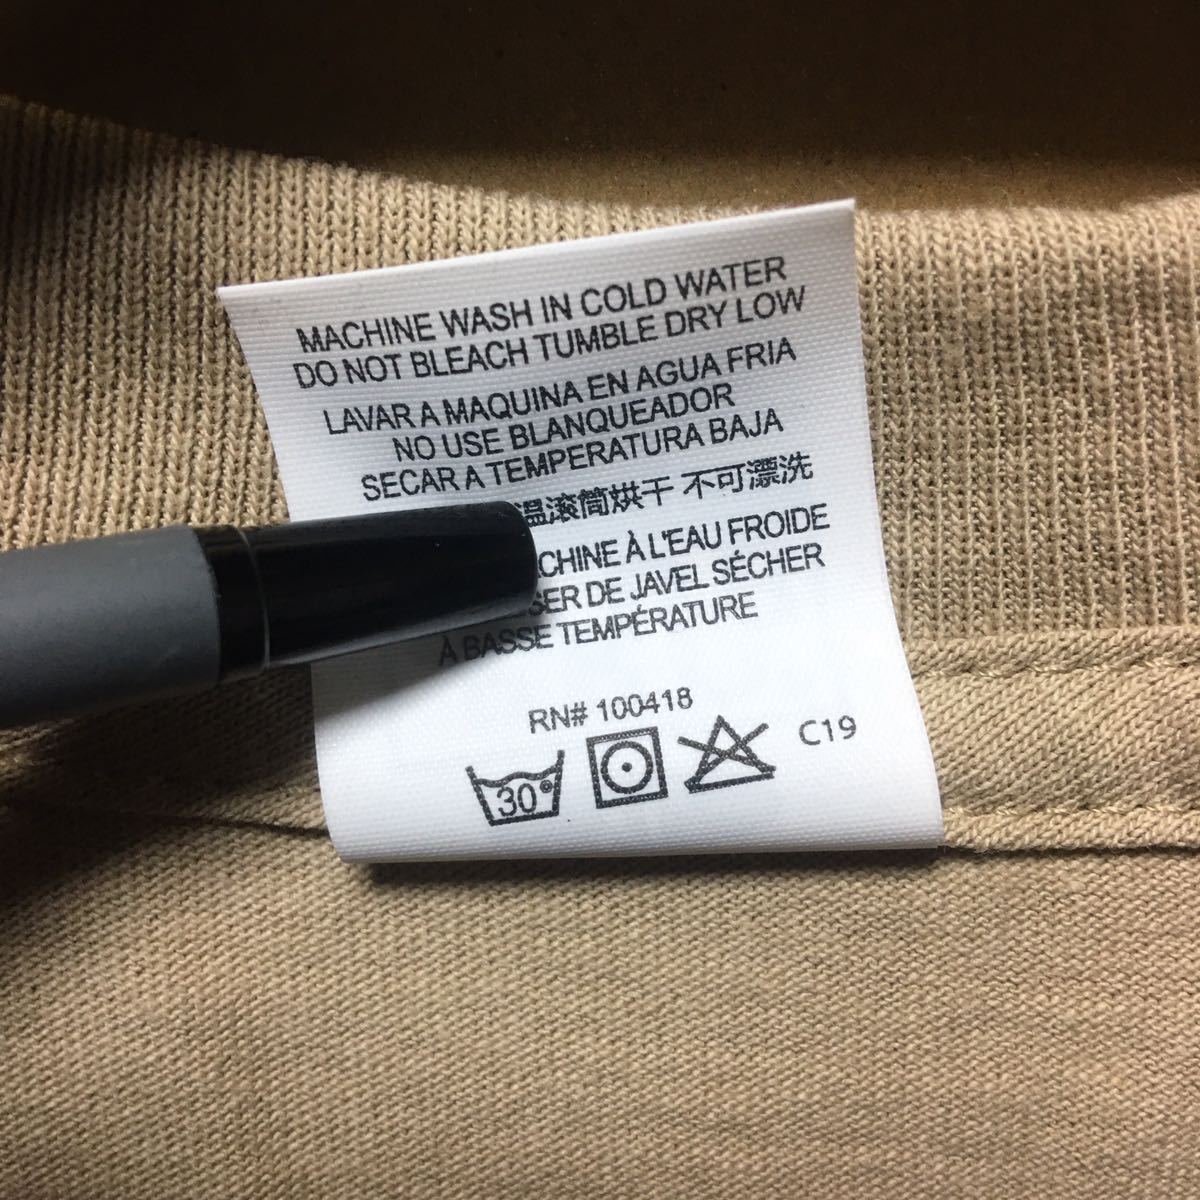 MACHINE WASH IN COLD WATER
DO NOT BLEACH TUMBLE DRY LOW
LAVAR A MAQUINA EN AGUA FRIA
NO USE BLANQUEADOR
SECAR A TEMPERATURA BAJA
温滚筒烘干 不可漂洗
CHINE À L'EAU FROIDE
SER DE JAVEL SÉCHER
À BASSE TEMPÉRATURE
RN# 100418
30°
C19